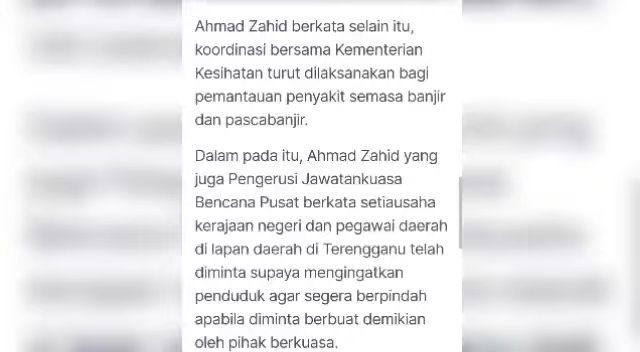 Ahmad Zahid berkata selain itu,
koordinasi bersama Kementerian
Kesihatan turut dilaksanakan bagi
pemantauan penyakit semasa banjir
dan pascabanjir.
Dalam pada itu, Ahmad Zahid yang
juga Pengerusi Jawatankuasa
Bencana Pusat berkata setiausaha
kerajaan negeri dan pegawai daerah
di lapan daerah di Terengganu telah
diminta supaya mengingatkan
penduduk agar segera berpindah
apabila diminta berbuat demikian
oleh pihak berkuasa.